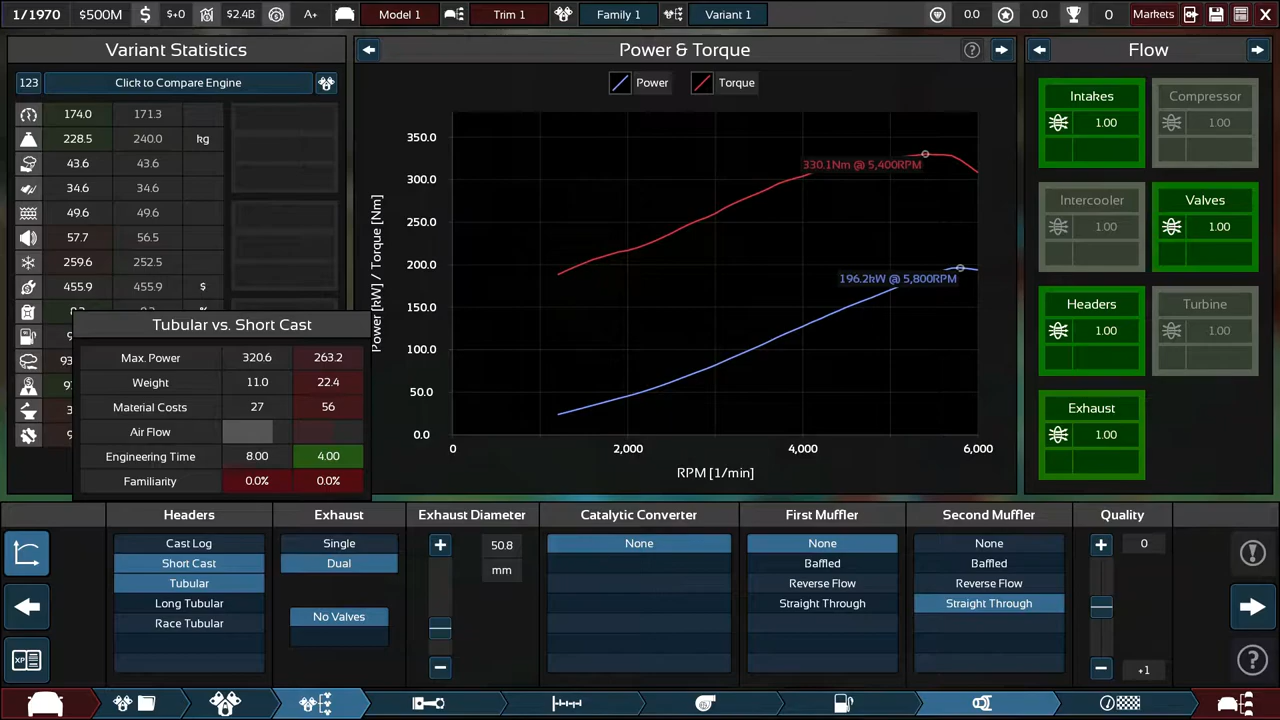 1/1970 $500M $ $+0 $2.4B A+ Model 1 Trim 1 Family 1 Variant 1 0.0 0.0 0 Markets
Variant Statistics
123 Click to Compare Engine
174.0 171.3
228.5 240.0 kg
43.6 43.6
34.6 34.6
49.6 49.6
57.7 56.5
259.6 252.5
455.9 455.9 $
Tubular vs. Short Cast
Max. Power 320.6 263.2
Weight 11.0 22.4
Material Costs 27 56
Air Flow
Engineering Time 8.00 4.00
Familiarity 0.0% 0.0%
Power & Torque
Power Torque
Power [kW] / Torque [Nm]
350.0
300.0
250.0
200.0
150.0
100.0
50.0
0.0
330.1Nm @ 5,400RPM
196.2kW @ 5,800RPM
0 2,000 4,000 6,000
RPM [1/min]
Flow
Intakes
1.00
Compressor
1.00
Intercooler
1.00
Valves
1.00
Headers
1.00
Turbine
1.00
Exhaust
1.00
Headers
Cast Log
Short Cast
Tubular
Long Tubular
Race Tubular
Exhaust
Single
Dual
No Valves
Exhaust Diameter
50.8
mm
Catalytic Converter
None
First Muffler
None
Baffled
Reverse Flow
Straight Through
Second Muffler
None
Baffled
Reverse Flow
Straight Through
Quality
0
+1
XP